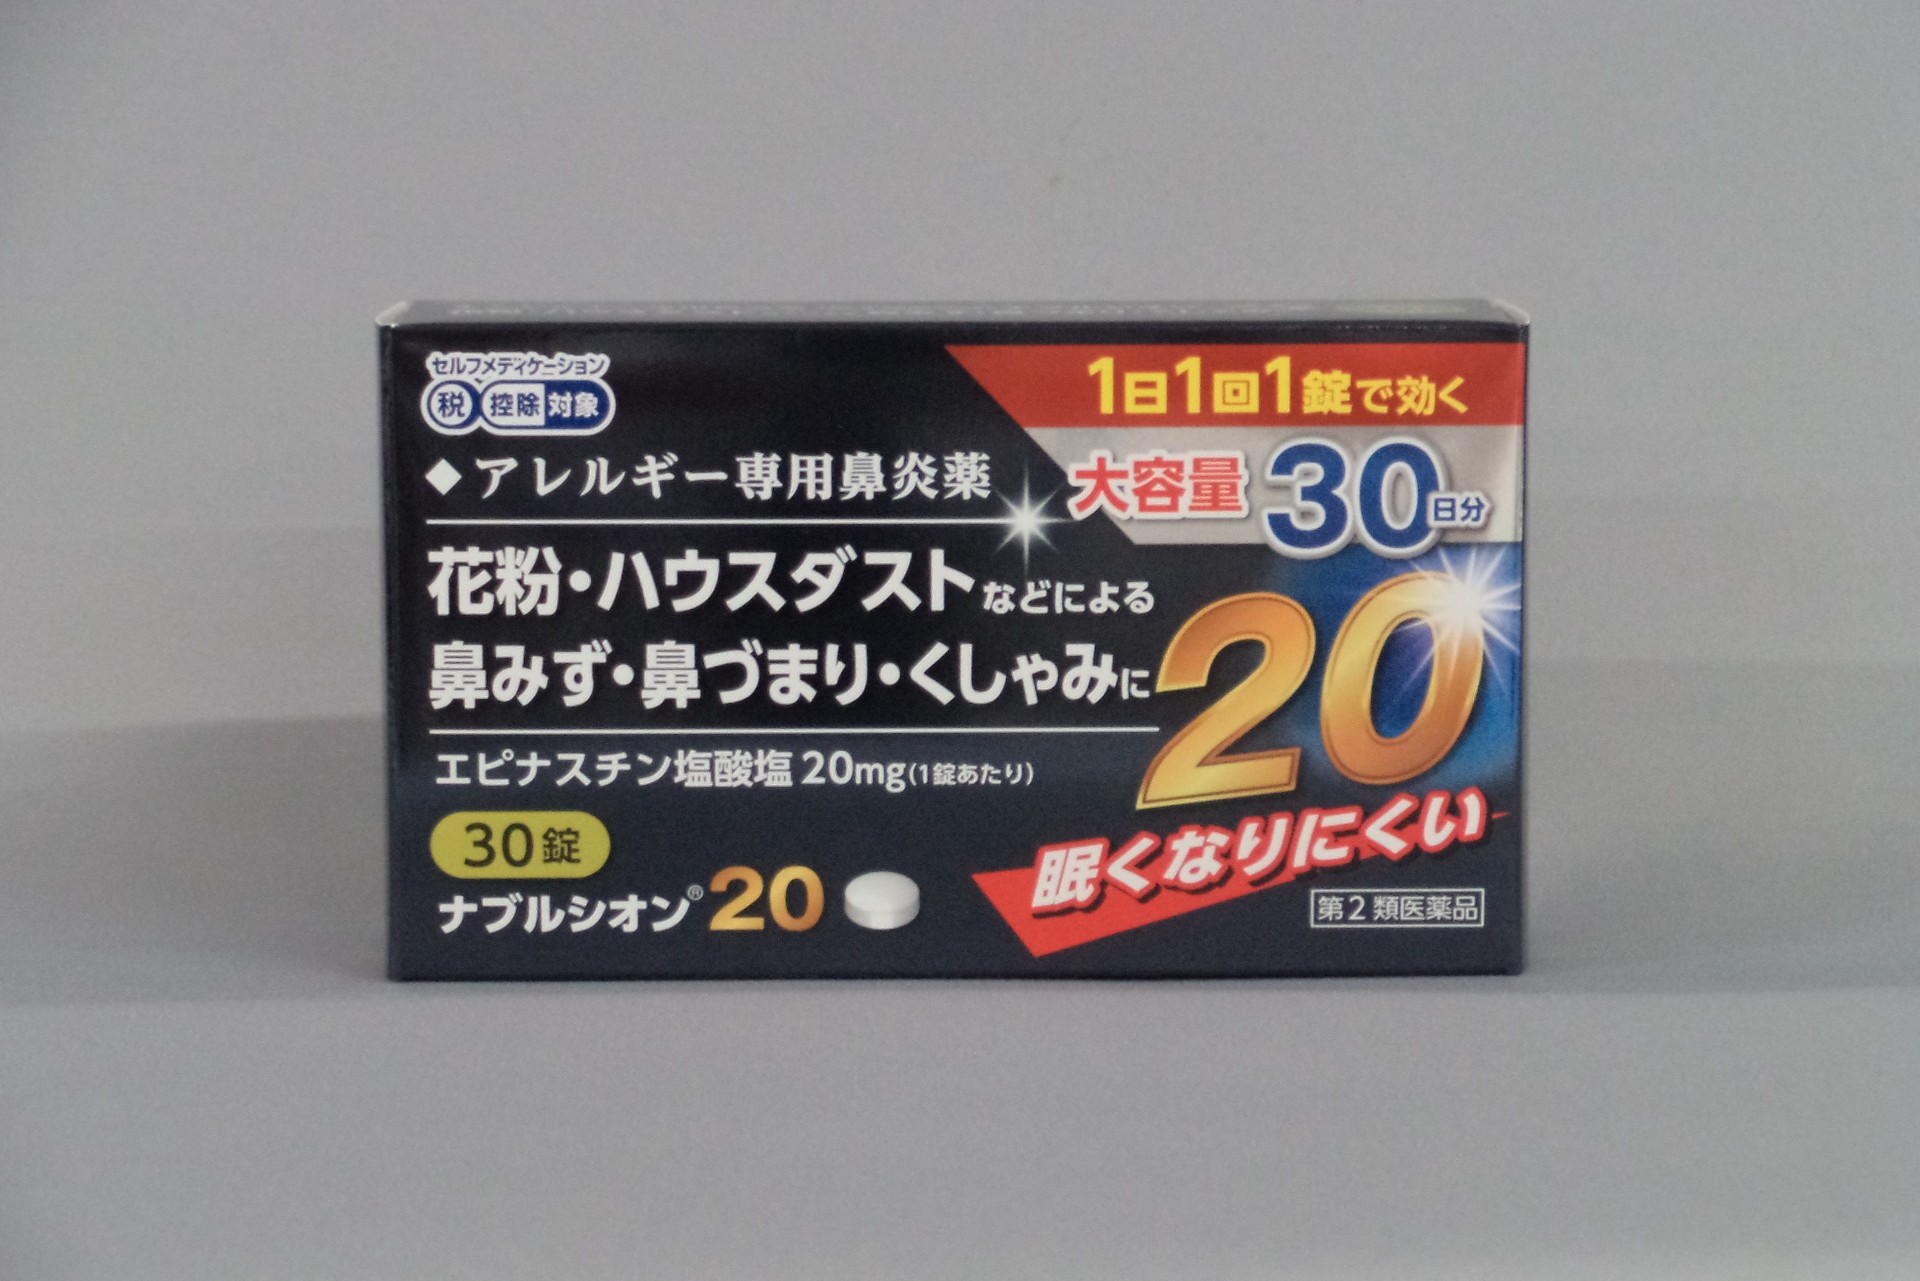 セルフメディケーション
税 控除 対象
1日1回1錠で効く
大容量 30日分
◆アレルギー専用鼻炎薬
花粉・ハウスダストなどによる
鼻みず・鼻づまり・くしゃみに
20
エピナスチン塩酸塩 20mg(1錠あたり)
眠くなりにくい
30錠
ナブルシオン® 20
第2類医薬品